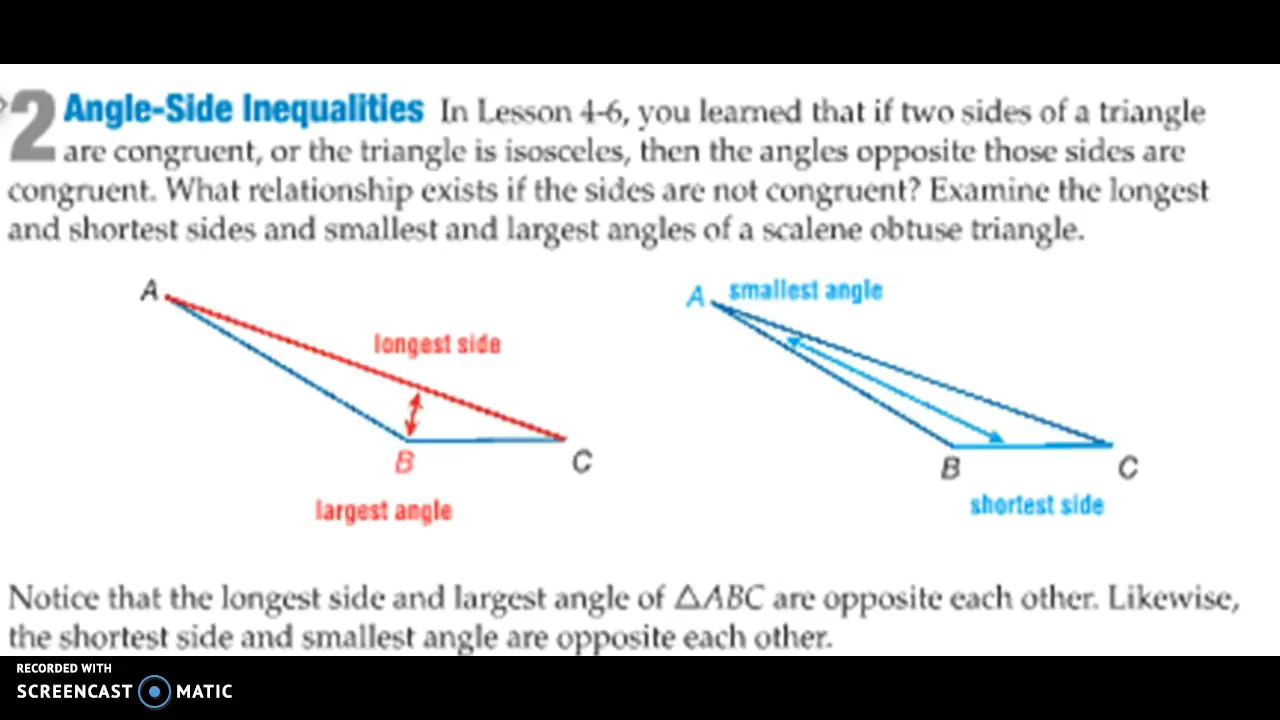 2 Angle-Side Inequalities In Lesson 4-6, you learned that if two sides of a triangle
are congruent, or the triangle is isosceles, then the angles opposite those sides are
congruent. What relationship exists if the sides are not congruent? Examine the longest
and shortest sides and smallest and largest angles of a scalene obtuse triangle.
A
longest side
B
C
largest angle
A smallest angle
B
C
shortest side
Notice that the longest side and largest angle of △ABC are opposite each other. Likewise,
the shortest side and smallest angle are opposite each other.
RECORDED WITH
SCREENCAST MATIC